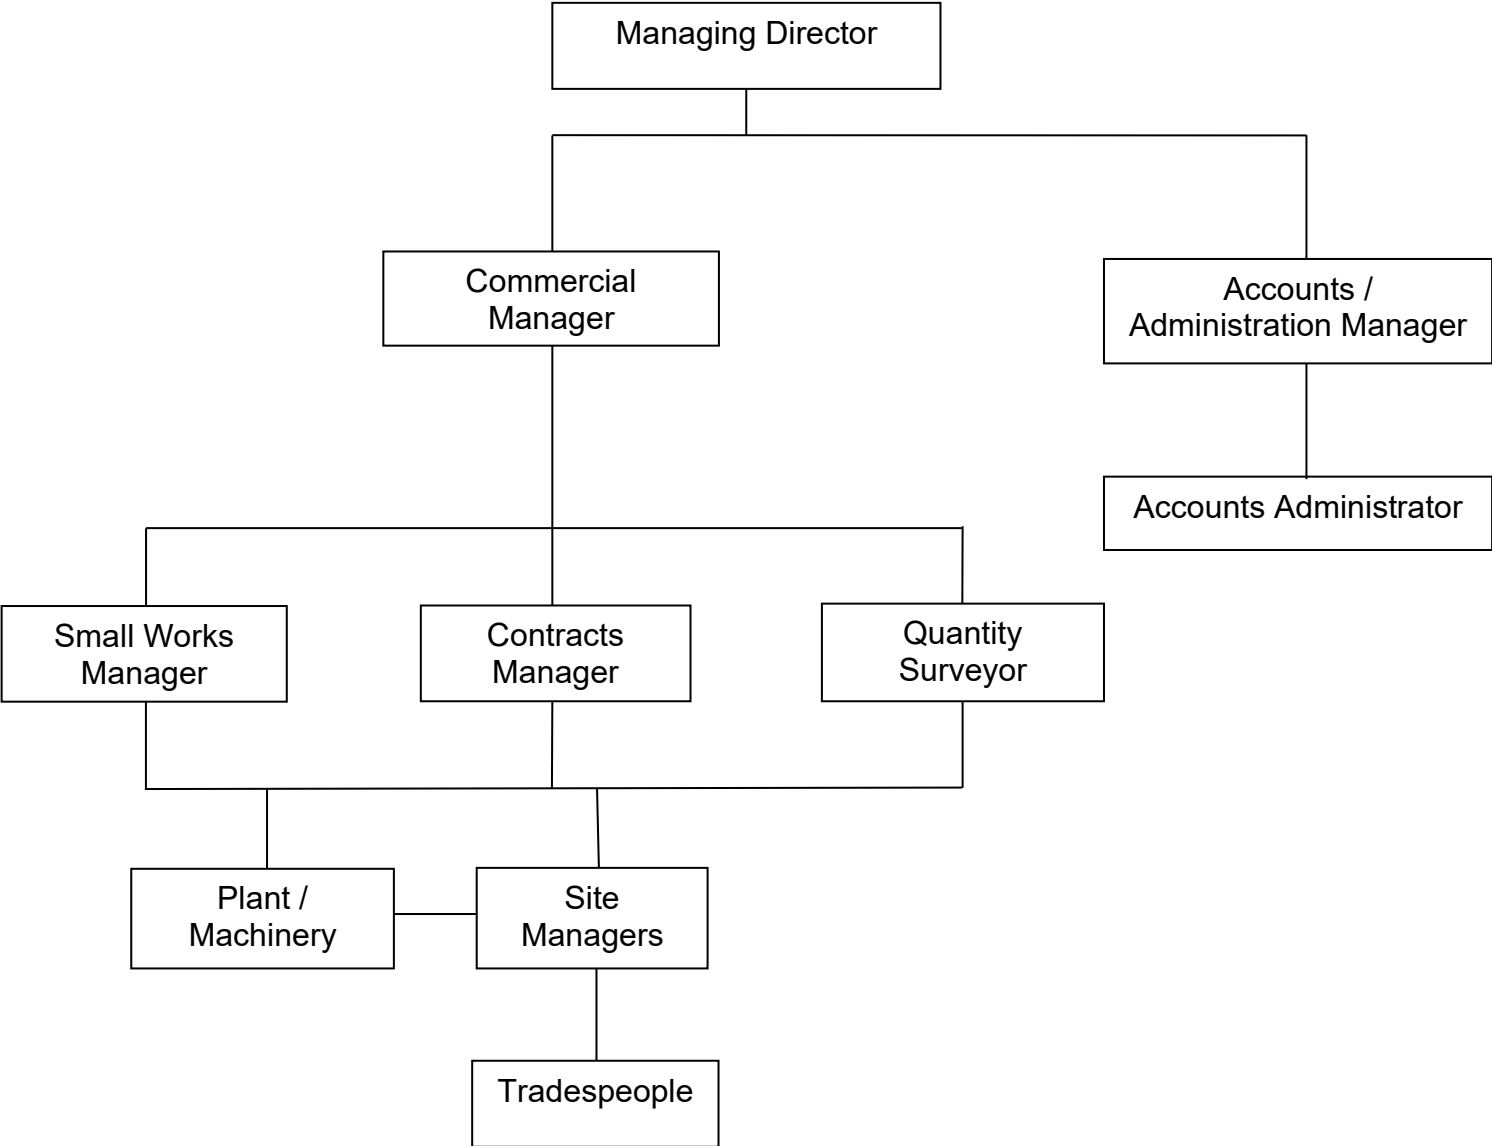 Managing Director
Commercial
Manager
Accounts /
Administration Manager
Accounts Administrator
Small Works
Manager
Contracts
Manager
Quantity
Surveyor
Plant /
Machinery
Site
Managers
Tradespeople